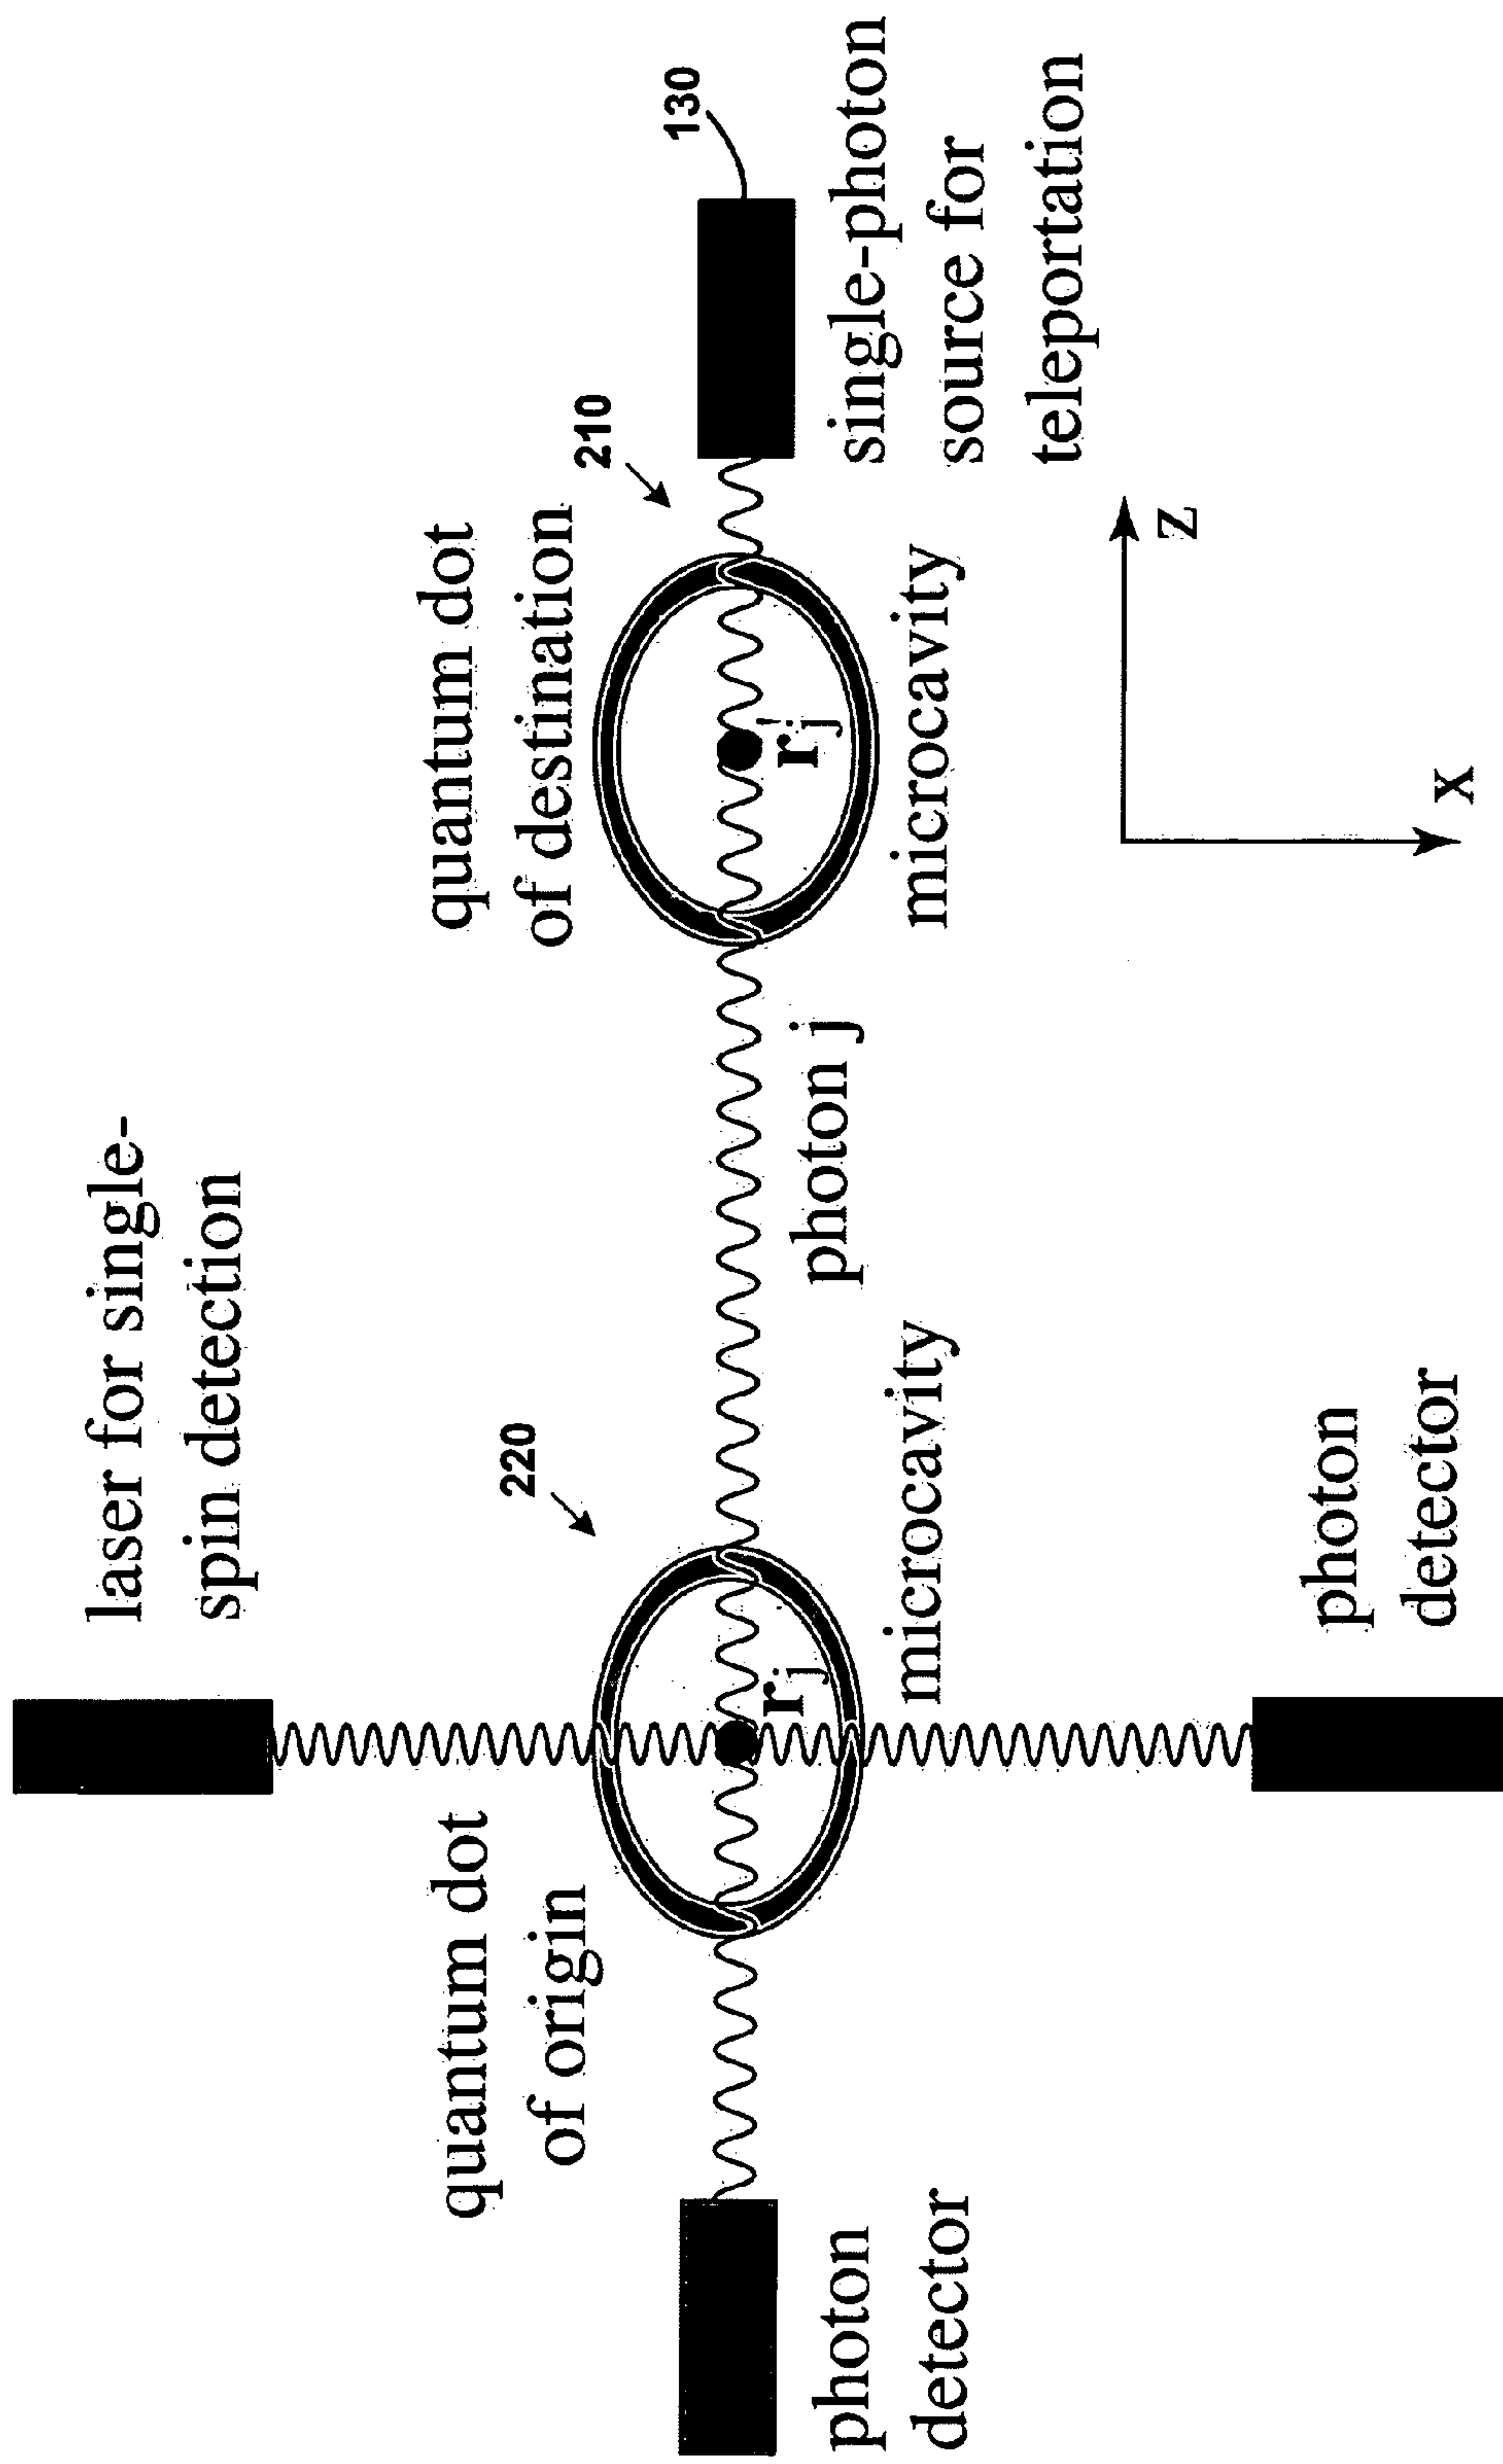 laser for single-
spin detection
quantum dot
of origin
220
r_j
microcavity
photon
detector
photon
detector
photon j
quantum dot
of destination
210
r'_j
microcavity
130
single-photon
source for
teleportation
z
x